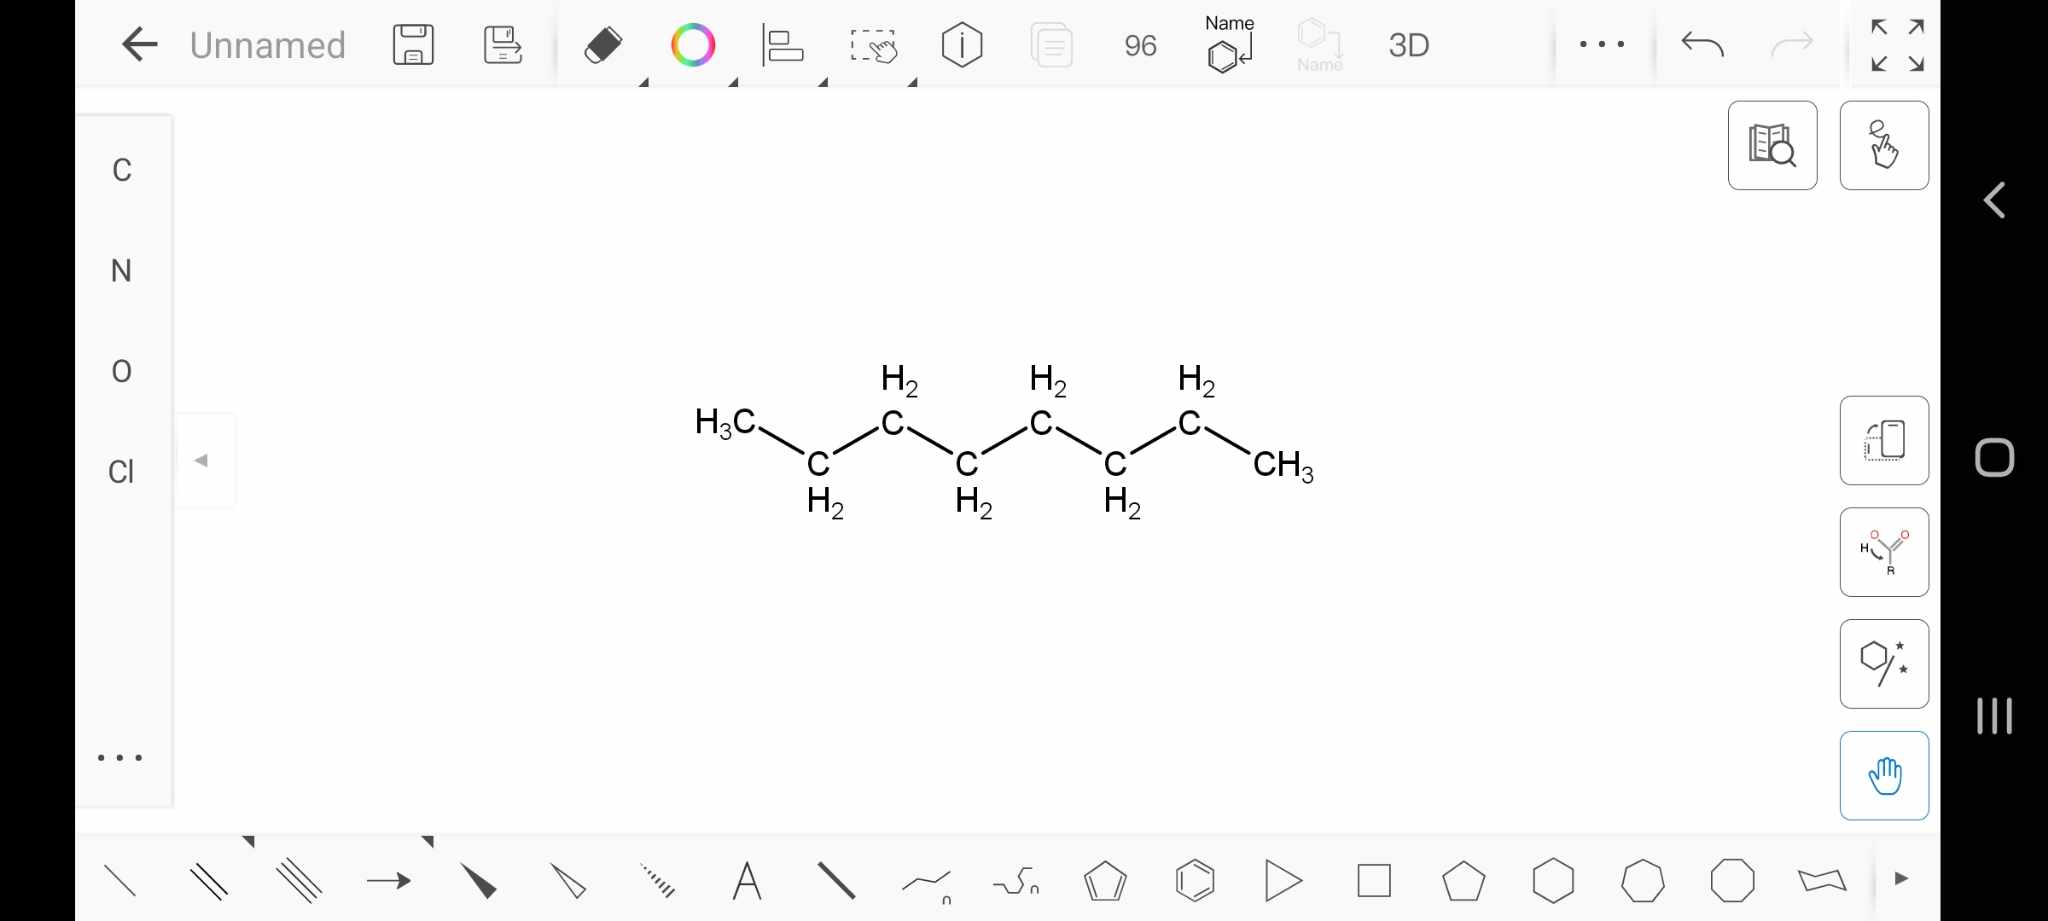 Unnamed
96
Name
Name
3D
C
N
O
Cl
H₂ H₂ H₂
H₃C C C C
C C C CH₃
H₂ H₂ H₂
O O
H
R
n
n
A